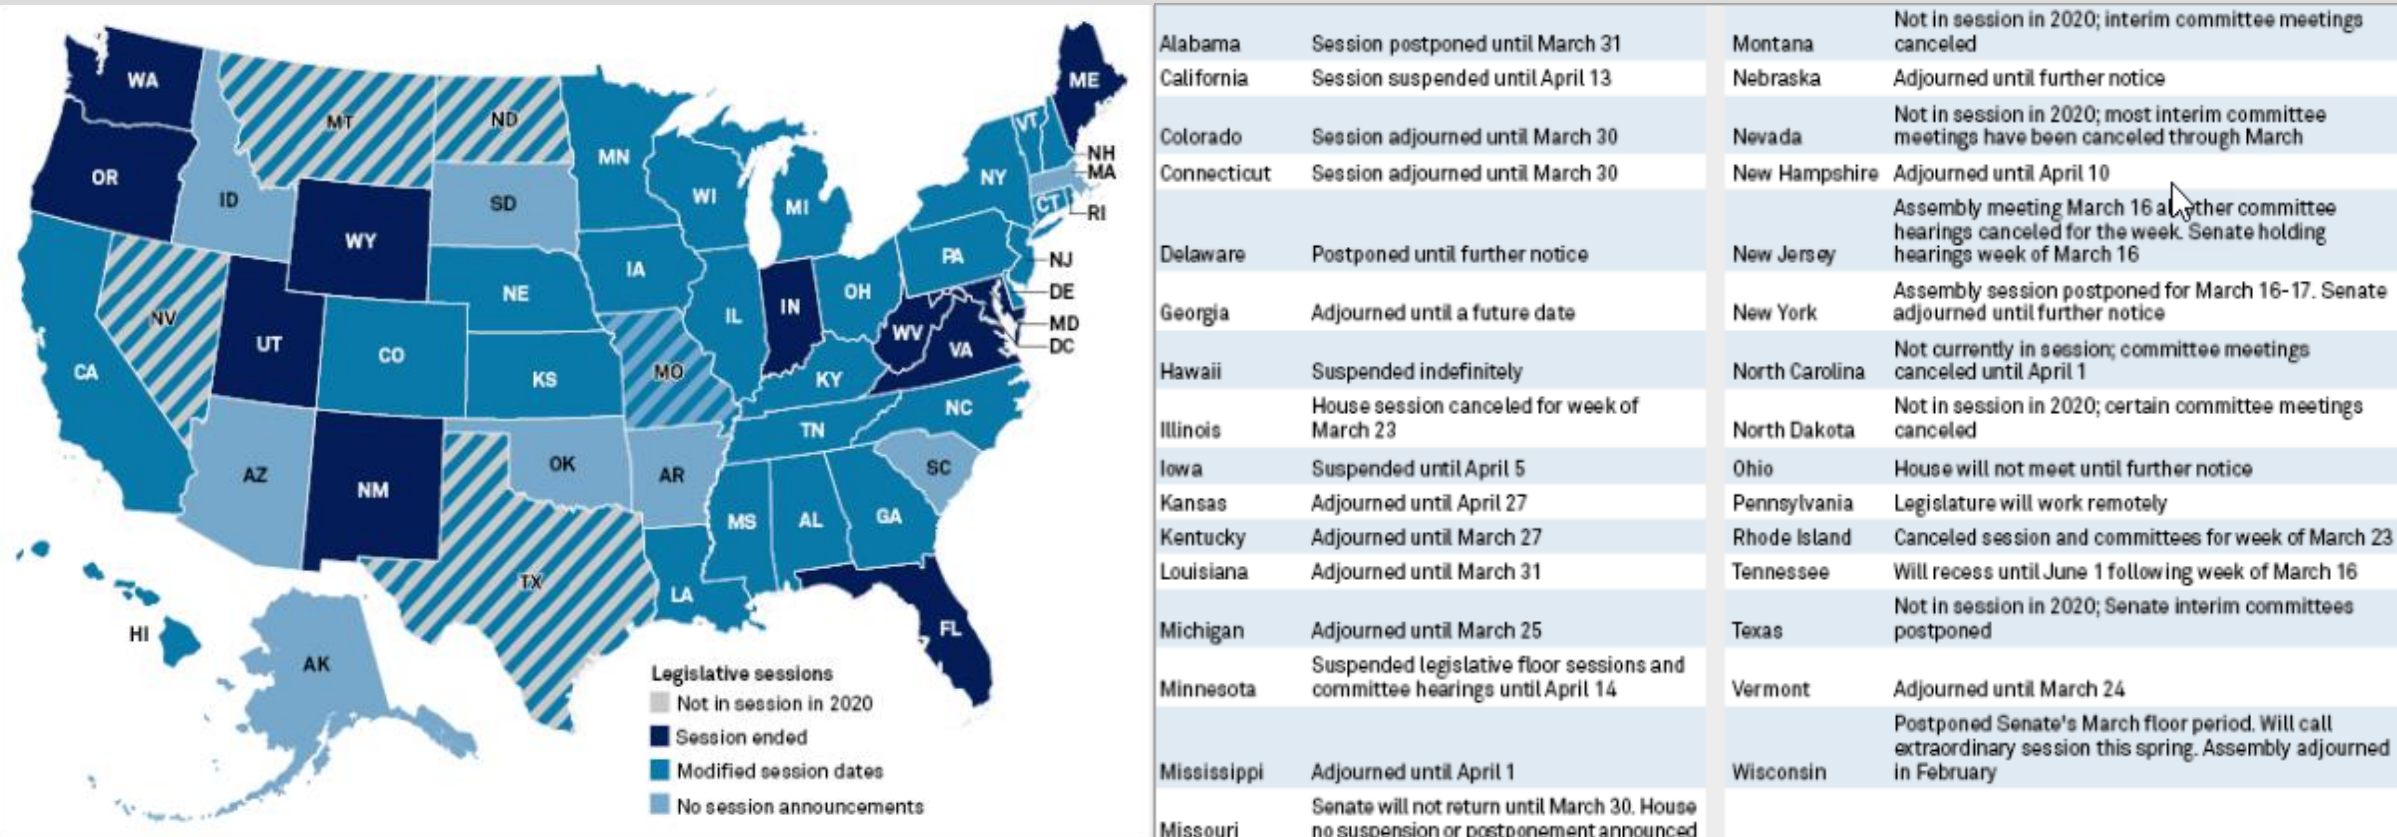 WA
OR
ID
MT
ND
MN
WY
SD
WI
MI
NY
VT
ME
NH
MA
CT
RI
NV
UT
CA
CO
NE
IA
KS
MO
IL
IN
OH
PA
NJ
DE
MD
DC
WV
VA
KY
NC
TN
SC
AZ
NM
OK
AR
TX
LA
MS
AL
GA
FL
HI
AK
Legislative sessions
Not in session in 2020
Session ended
Modified session dates
No session announcements
Alabama Session postponed until March 31
California Session suspended until April 13
Colorado Session adjourned until March 30
Connecticut Session adjourned until March 30
Delaware Postponed until further notice
Georgia Adjourned until a future date
Hawaii Suspended indefinitely
Illinois House session canceled for week of
March 23
Iowa Suspended until April 5
Kansas Adjourned until April 27
Kentucky Adjourned until March 27
Louisiana Adjourned until March 31
Michigan Adjourned until March 25
Minnesota Suspended legislative floor sessions and
committee hearings until April 14
Mississippi Adjourned until April 1
Missouri Senate will not return until March 30. House
no suspension or postponement announced
Montana Not in session in 2020; interim committee meetings
canceled
Nebraska Adjourned until further notice
Nevada Not in session in 2020; most interim committee
meetings have been canceled through March
New Hampshire Adjourned until April 10
New Jersey Assembly meeting March 16 committee
hearings canceled for the week. Senate holding
hearings week of March 16
New York Assembly session postponed for March 16-17. Senate
adjourned until further notice
North Carolina Not currently in session; committee meetings
canceled until April 1
North Dakota Not in session in 2020; certain committee meetings
canceled
Ohio House will not meet until further notice
Pennsylvania Legislature will work remotely
Rhode Island Canceled session and committees for week of March 23
Tennessee Will recess until June 1 following week of March 16
Texas Not in session in 2020; Senate interim committees
postponed
Vermont Adjourned until March 24
Wisconsin Postponed Senate's March floor period. Will call
extraordinary session this spring. Assembly adjourned
in February